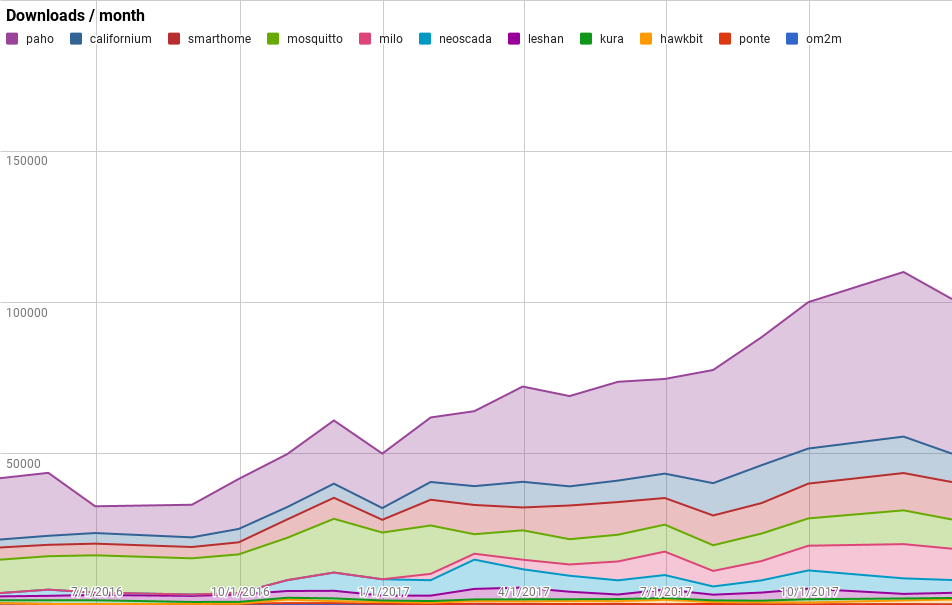 Downloads / month
paho californium smarthome mosquitto milo neoscada leshan kura hawkbit ponte om2m
150000
100000
50000
7/1/2016 10/1/2016 1/1/2017 4/1/2017 7/1/2017 10/1/2017